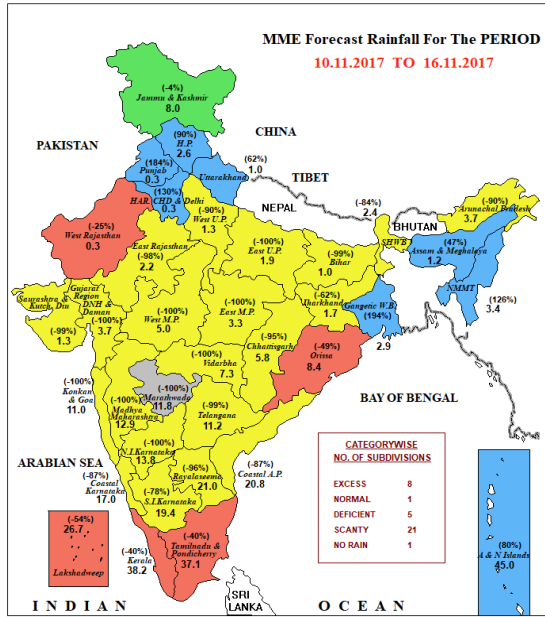 MME Forecast Rainfall For The PERIOD
10.11.2017 TO 16.11.2017
(-4%)
Jammu & Kashmir
8.0
PAKISTAN
CHINA
TIBET
NEPAL
BHUTAN
(90%)
H.P.
2.6
(184%)
Punjab
0.3
(62%)
1.0
Uttarakhand
(130%)
HAR. CHD & Delhi
0.3
(-25%)
West Rajasthan
0.3
(-90%)
West U.P.
1.3
(-84%)
2.4
SHWB
(-90%)
Arunachal Pradesh
3.7
(47%)
Assam & Meghalaya
1.2
East Rajasthan
(-98%)
2.2
(-100%)
East U.P.
1.9
(-99%)
Bihar
1.0
NMMT
(126%)
3.4
Saurashtra &
Kutch, Diu
(-99%)
1.3
Gujarat
Region
DNH &
Daman
(-100%)
3.7
(-100%)
West M.P.
5.0
(-100%)
East M.P.
3.3
(-62%)
Jharkhand
1.7
Gangetic W.B.
(194%)
2.9
(-95%)
Chhattisgarh
5.8
(-49%)
Orissa
8.4
(-100%)
Vidarbha
7.3
(-100%)
Konkan
& Goa
11.0
(-100%)
Marathwada
11.8
(-100%)
Madhya
Maharashtra
12.9
(-99%)
Telangana
11.2
BAY OF BENGAL
(-100%)
N.I.Karnataka
13.8
ARABIAN SEA
(-87%)
Coastal
Karnataka
17.0
(-96%)
Rayalaseema
21.0
(-87%)
Coastal A.P.
20.8
(-78%)
S.I.Karnataka
19.4
CATEGORYWISE
NO. OF SUBDIVISIONS
EXCESS 8
NORMAL 1
DEFICIENT 5
SCANTY 21
NO RAIN 1
(-54%)
26.7
Lakshadweep
(-40%)
Kerala
38.2
(-40%)
Tamilnadu &
Pondicherry
37.1
(80%)
A & N Islands
45.0
SRI
LANKA
INDIAN OCEAN